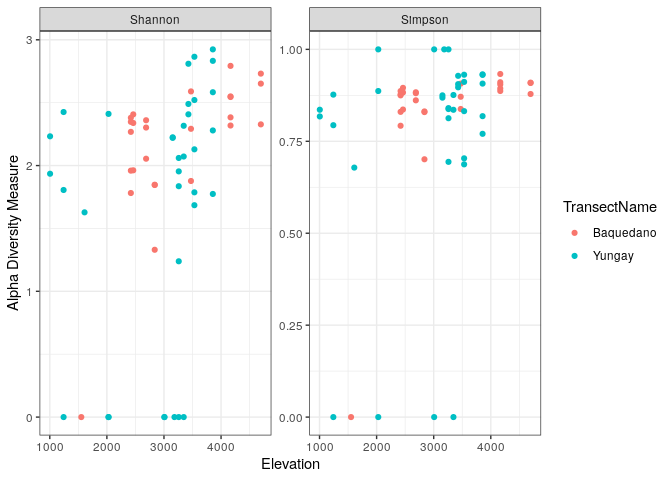 Shannon
Simpson
Alpha Diversity Measure
3
2
1
0
1.00
0.75
0.50
0.25
0.00
1000 2000 3000 4000
1000 2000 3000 4000
Elevation
TransectName
Baquedano
Yungay